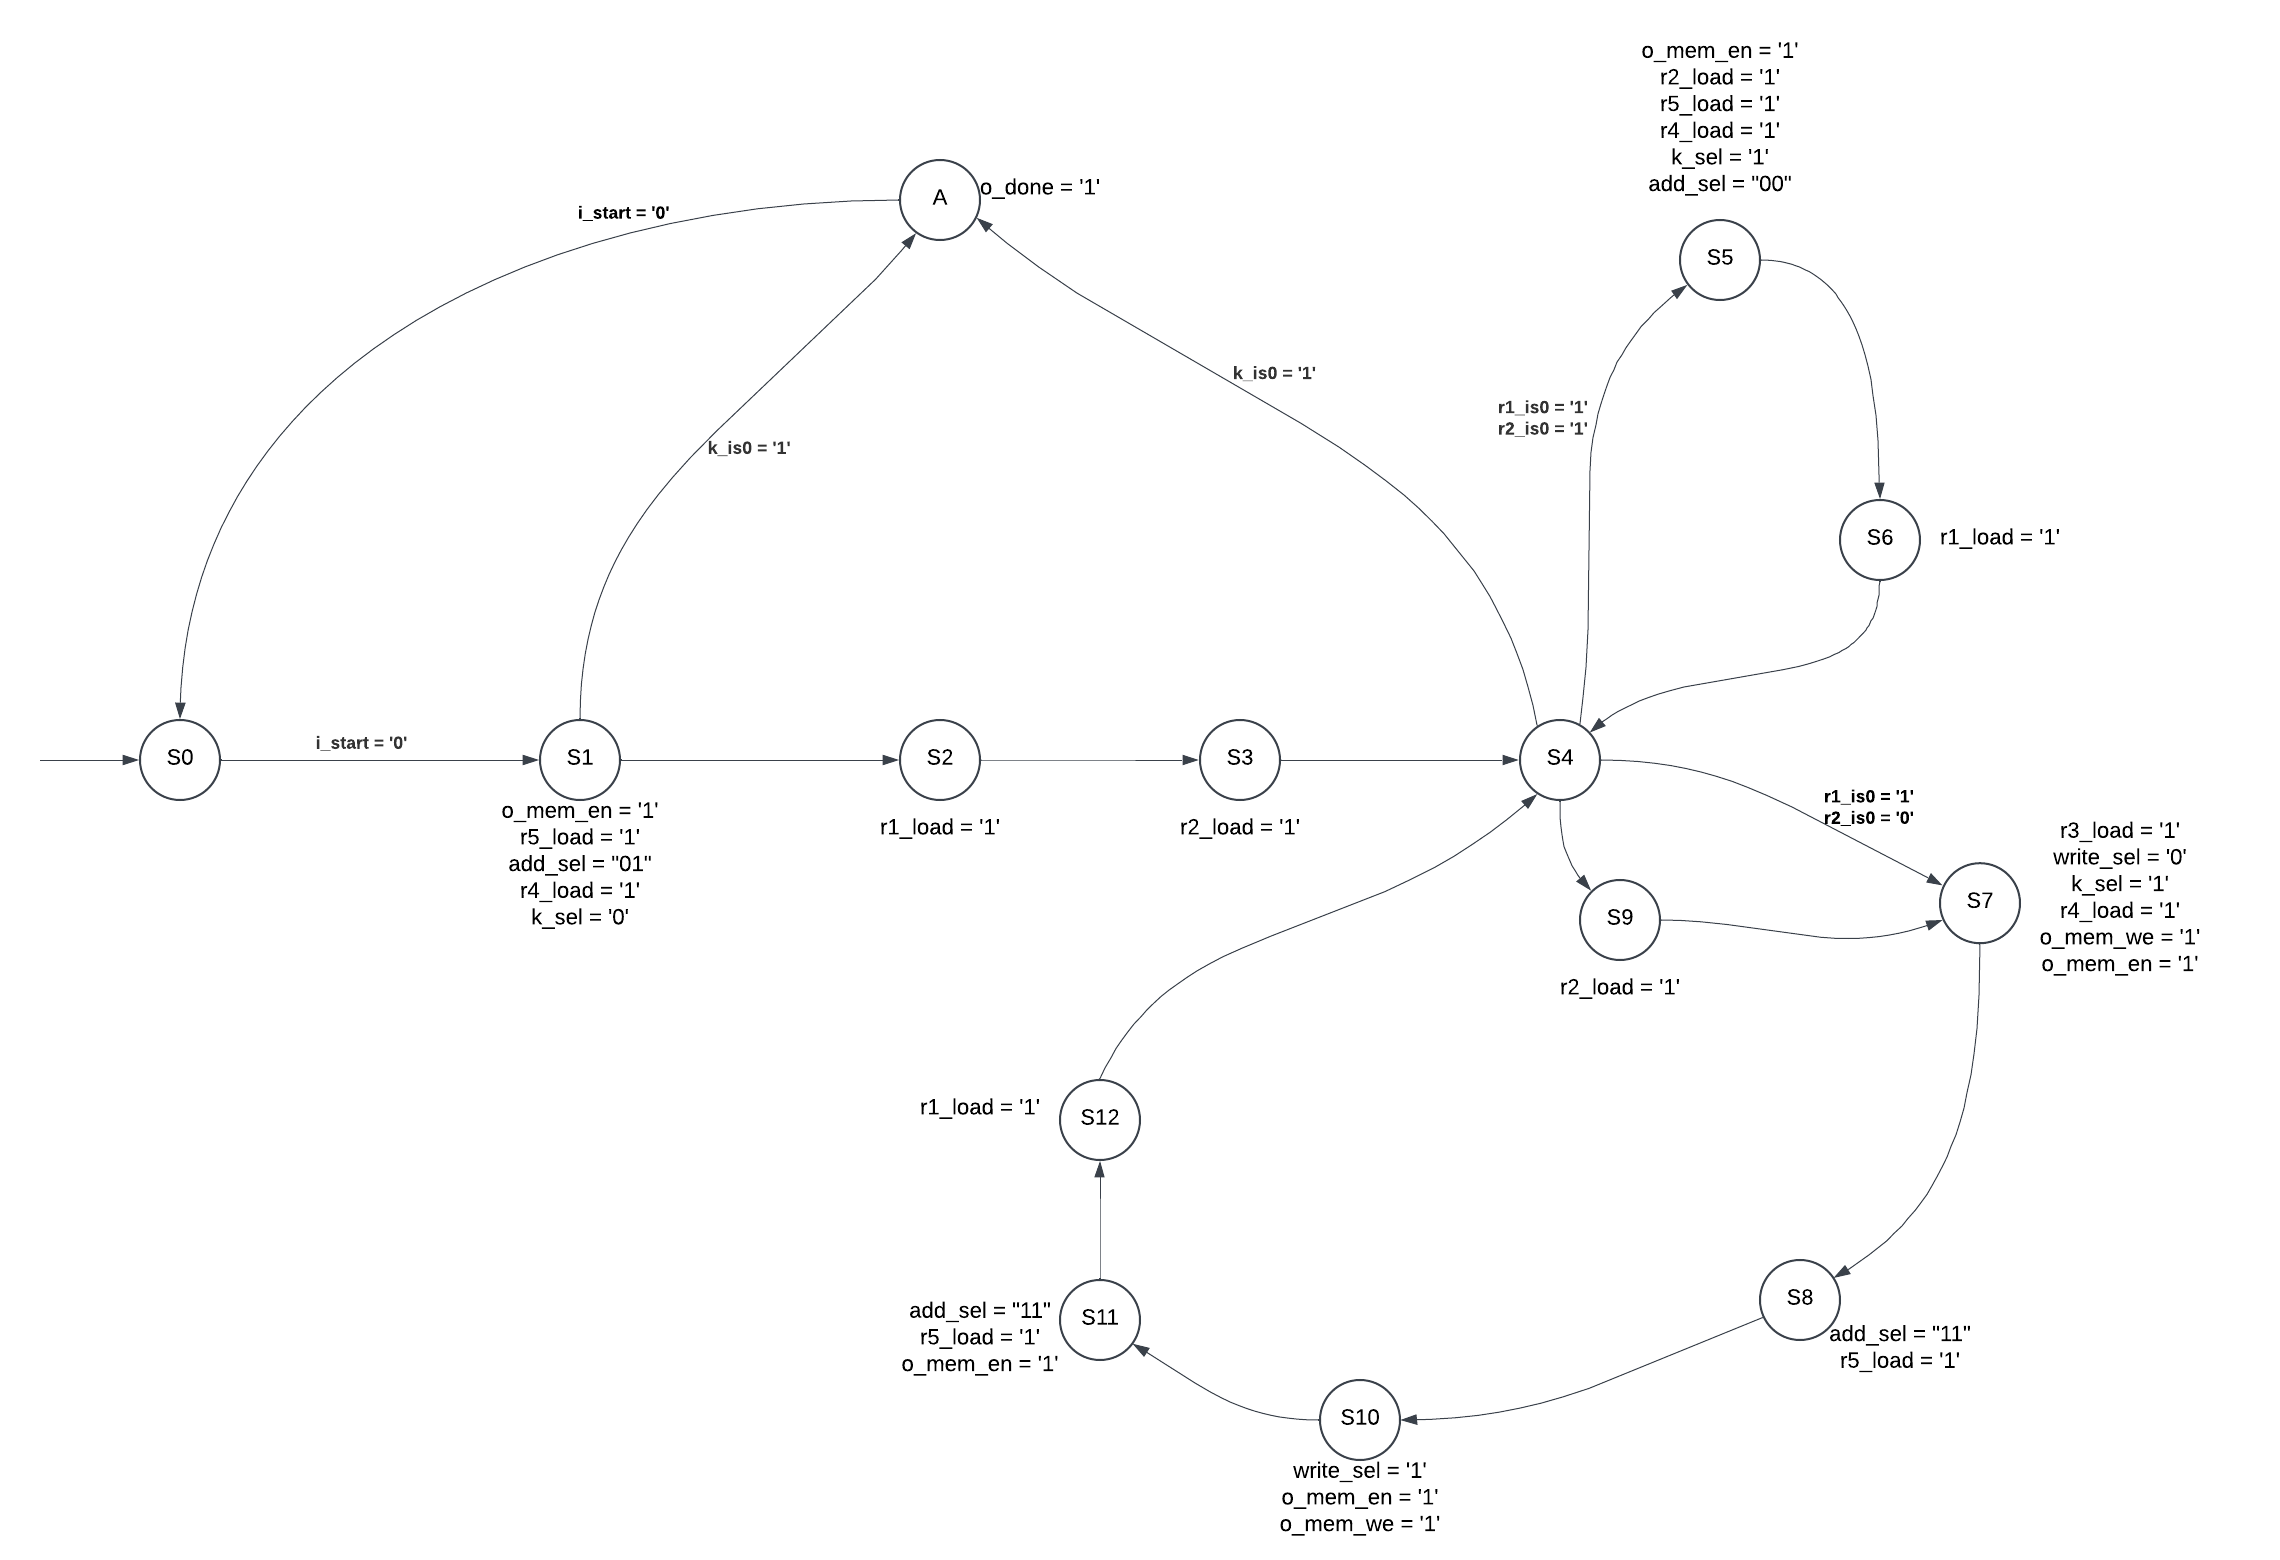 o_mem_en = '1'
r2_load = '1'
r5_load = '1'
r4_load = '1'
k_sel = '1'
add_sel = "00"
A
o_done = '1'
i_start = '0'
S5
k_is0 = '1'
r1_is0 = '1'
r2_is0 = '1'
k_is0 = '1'
S6
r1_load = '1'
S0
i_start = '0'
S1
S2
S3
S4
o_mem_en = '1'
r5_load = '1'
add_sel = "01"
r4_load = '1'
k_sel = '0'
r1_load = '1'
r2_load = '1'
r1_is0 = '1'
r2_is0 = '0'
S7
r3_load = '1'
write_sel = '0'
k_sel = '1'
r4_load = '1'
o_mem_we = '1'
o_mem_en = '1'
S9
r2_load = '1'
r1_load = '1'
S12
S8
add_sel = "11"
r5_load = '1'
add_sel = "11"
r5_load = '1'
o_mem_en = '1'
S11
S10
write_sel = '1'
o_mem_en = '1'
o_mem_we = '1'